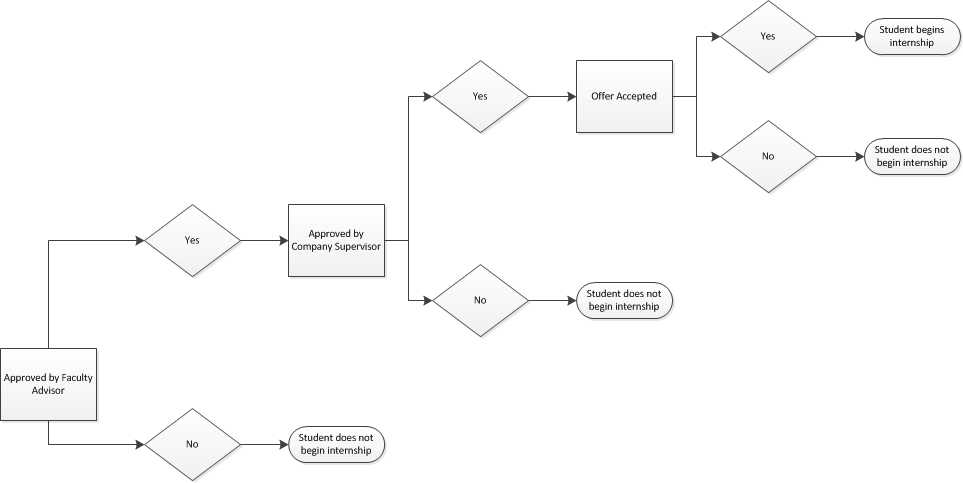 Yes
Student begins
internship
Yes
Offer Accepted
No
Student does not
begin internship
Yes
Approved by
Company Supervisor
No
Student does not
begin internship
Approved by Faculty
Advisor
No
Student does not
begin internship